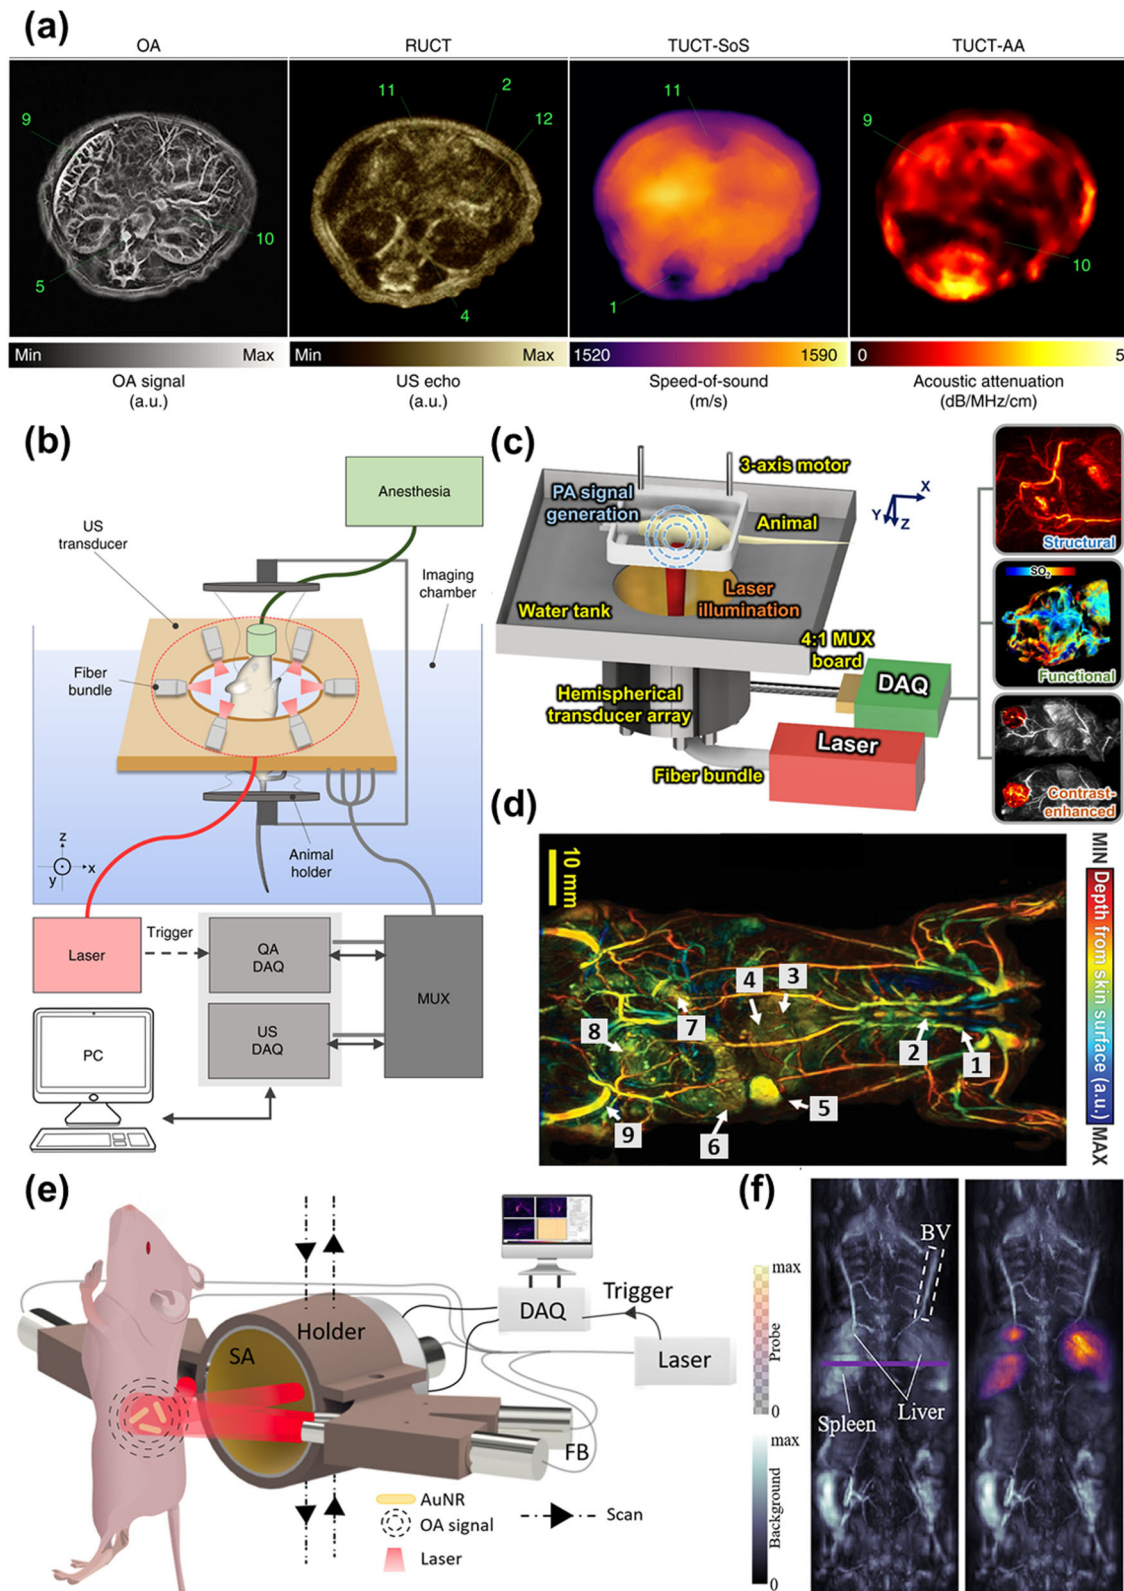 (a)
OA
RUCT
TUCT-SoS
TUCT-AA
9
5
10
11
2
12
4
11
1
9
10
Min Max
Min Max
1520 1590
0 5
OA signal
(a.u.)
US echo
(a.u.)
Speed-of-sound
(m/s)
Acoustic attenuation
(dB/MHz/cm)
(b)
Anesthesia
US
transducer
Imaging
chamber
Fiber
bundle
Animal
holder
z
x
y
Laser
Trigger
QA
DAQ
US
DAQ
MUX
PC
(c)
3-axis motor
PA signal
generation
Animal
X
Y
Z
Water tank
Laser
illumination
4:1 MUX
board
Hemispherical
transducer array
DAQ
Laser
Fiber bundle
Structural
SO2
Functional
Contrast-
enhanced
(d)
10 mm
4
3
8
7
2
1
5
6
9
MIN
Depth from skin surface (a.u.)
MAX
(e)
SA
Holder
DAQ
Trigger
Laser
FB
AuNR
OA signal
Laser
Scan
(f)
BV
max
Probe
0
max
Background
0
Spleen
Liver